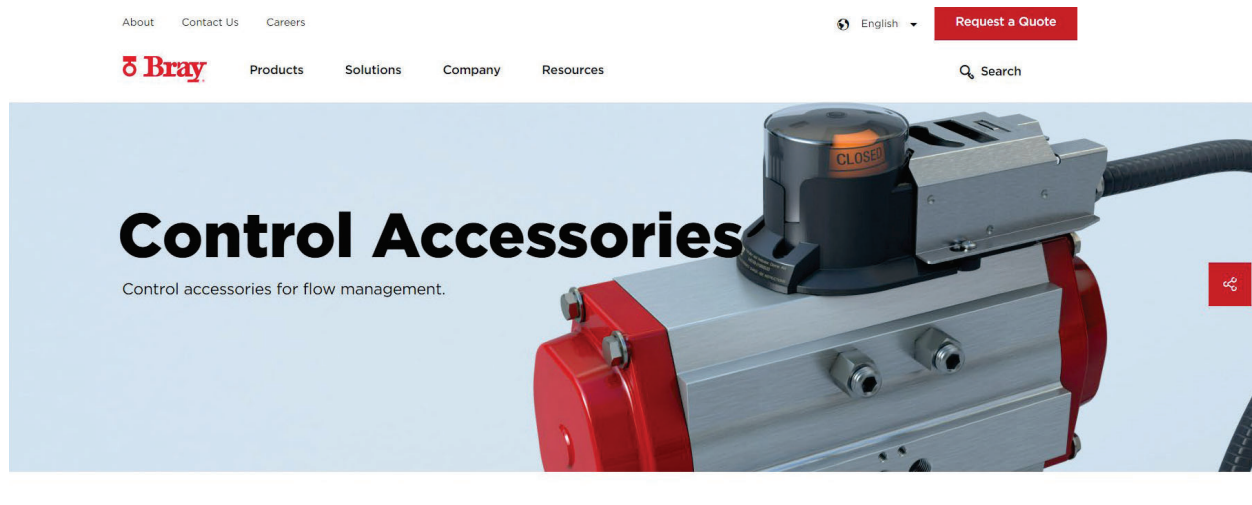 About Contact Us Careers
English
Request a Quote
Bray
Products Solutions Company Resources
Search
CLOSED
Control Accessories
Control accessories for flow management.